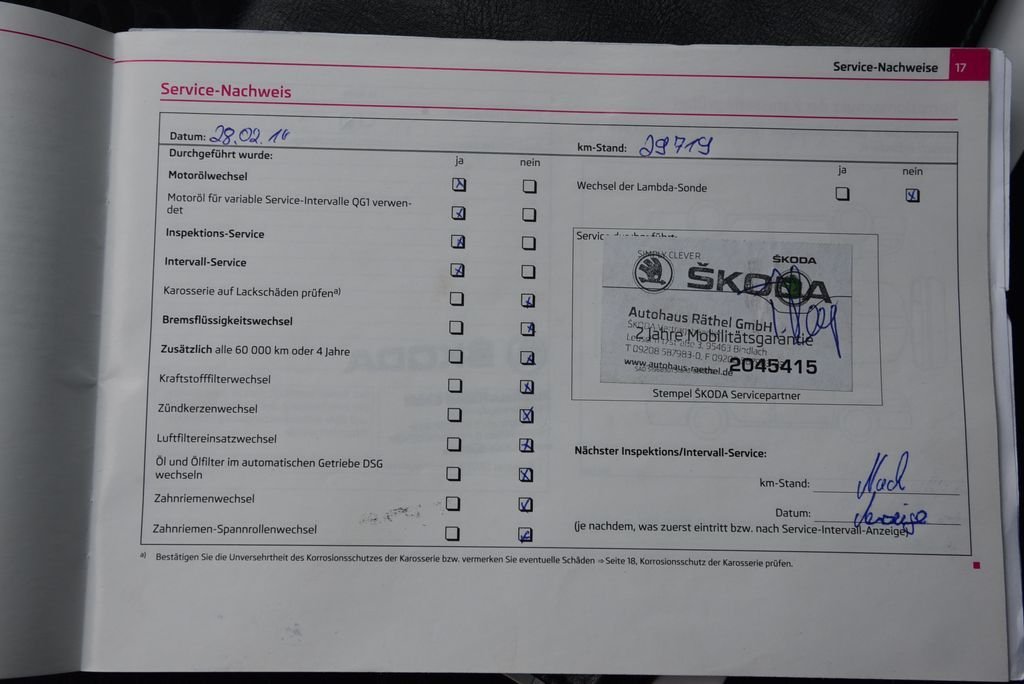 Service-Nachweise 17
Service-Nachweis
Datum: 28.02.
km-Stand: 29719
Durchgeführt wurde:
ja nein
Motorölwechsel
Motoröl für variable Service-Intervalle QG1 verwen-
det
Inspektions-Service
Intervall-Service
Karosserie auf Lackschäden prüfen a)
Bremsflüssigkeitswechsel
Zusätzlich alle 60 000 km oder 4 Jahre
Kraftstofffilterwechsel
Zündkerzenwechsel
Luftfiltereinsatzwechsel
Öl und Ölfilter im automatischen Getriebe DSG
wechseln
Zahnriemenwechsel
Zahnriemen-Spannrollenwechsel
ja nein
Wechsel der Lambda-Sonde
Service
SIMPLY CLEVER
ŠKODA
ŠKODA
Autohaus Räthel GmbH
2 Jahre Mobilitätsgarantie
95463 Bindlach
T 09208 587983-0, F
www.autohaus-raethel.de
2045415
Stempel ŠKODA Servicepartner
Nächster Inspektions/Intervall-Service:
km-Stand: Nach
Datum: Anzeige
(je nachdem, was zuerst eintritt bzw. nach Service-Intervall-Anzeige)
a) Bestätigen Sie die Unversehrtheit des Korrosionsschutzes der Karosserie bzw. vermerken Sie eventuelle Schäden ⇒ Seite 18, Korrosionsschutz der Karosserie prüfen.